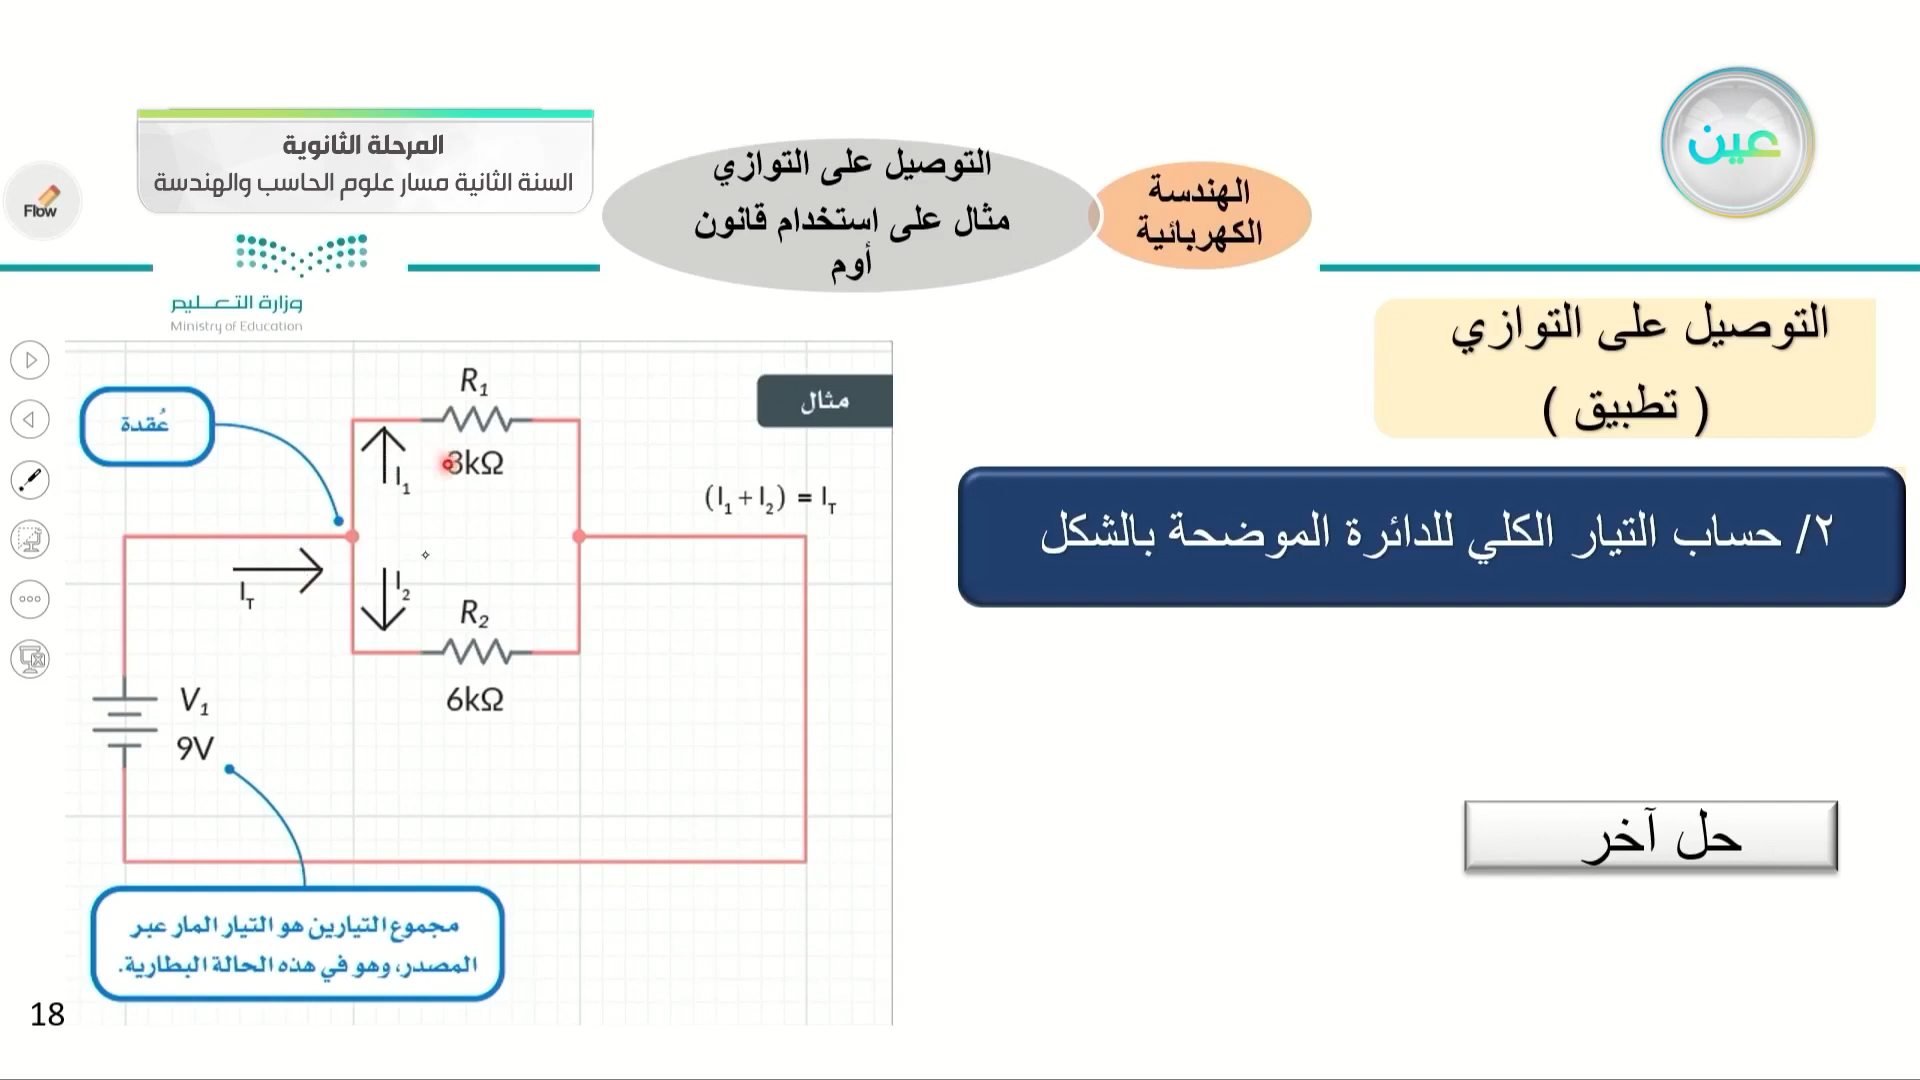 عين
المرحلة الثانوية
السنة الثانية مسار علوم الحاسب والهندسة
Flow
وزارة التعليم
Ministry of Education
الهندسة
الكهربائية
التوصيل على التوازي
مثال على استخدام قانون
أوم
التوصيل على التوازي
( تطبيق )
٢/ حساب التيار الكلي للدائرة الموضحة بالشكل
حل آخر
مثال
عُقدة
R₁
3kΩ
I₁
(I₁ + I₂) = I_T
I_T
I₂
R₂
6kΩ
V₁
9V
مجموع التيارين هو التيار المار عبر
المصدر، وهو في هذه الحالة البطارية.
18